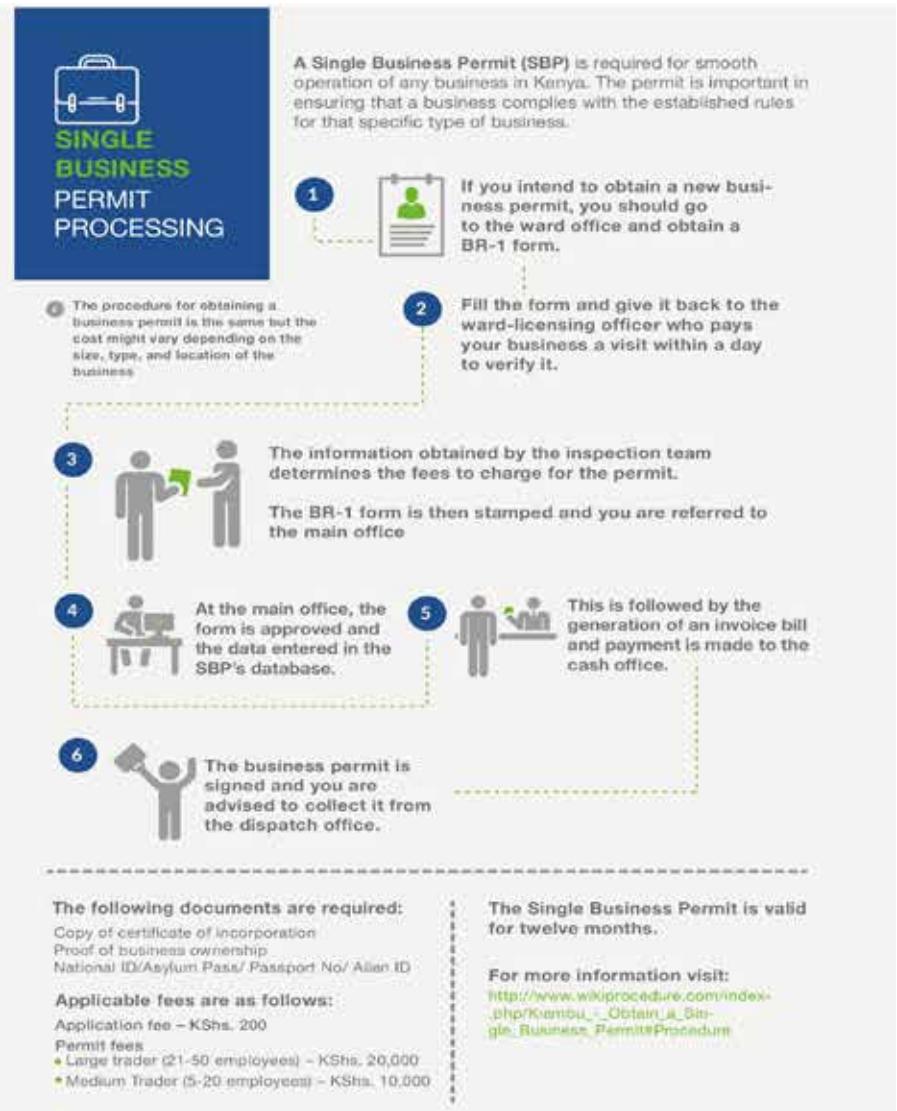 SINGLE
BUSINESS
PERMIT
PROCESSING
A Single Business Permit (SBP) is required for smooth
operation of any business in Kenya. The permit is important in
ensuring that a business complies with the established rules
for that specific type of business.
1
If you intend to obtain a new busi-
ness permit, you should go
to the ward office and obtain a
BR-1 form.
The procedure for obtaining a
business permit is the same but the
cost might vary depending on the
size, type, and location of the
business
2
Fill the form and give it back to the
ward-licensing officer who pays
your business a visit within a day
to verify it.
3
The information obtained by the inspection team
determines the fees to charge for the permit.
The BR-1 form is then stamped and you are referred to
the main office
4
At the main office, the
form is approved and
the data entered in the
SBP's database.
5
This is followed by the
generation of an invoice bill
and payment is made to the
cash office.
6
The business permit is
signed and you are
advised to collect it from
the dispatch office.
The following documents are required:
Copy of certificate of incorporation
Proof of business ownership
National ID/Asylum Pass/ Passport No/ Alien ID
Applicable fees are as follows:
Application fee – KShs. 200
Permit fees
• Large trader (21-50 employees) – KShs. 20,000
• Medium Trader (5-20 employees) – KShs. 10,000
The Single Business Permit is valid
for twelve months.
For more information visit:
http://www.wikiprocedure.com/index-
.php/Kiambu_-_Obtain_a_Sin-
gle_Business_Permit#Procedure